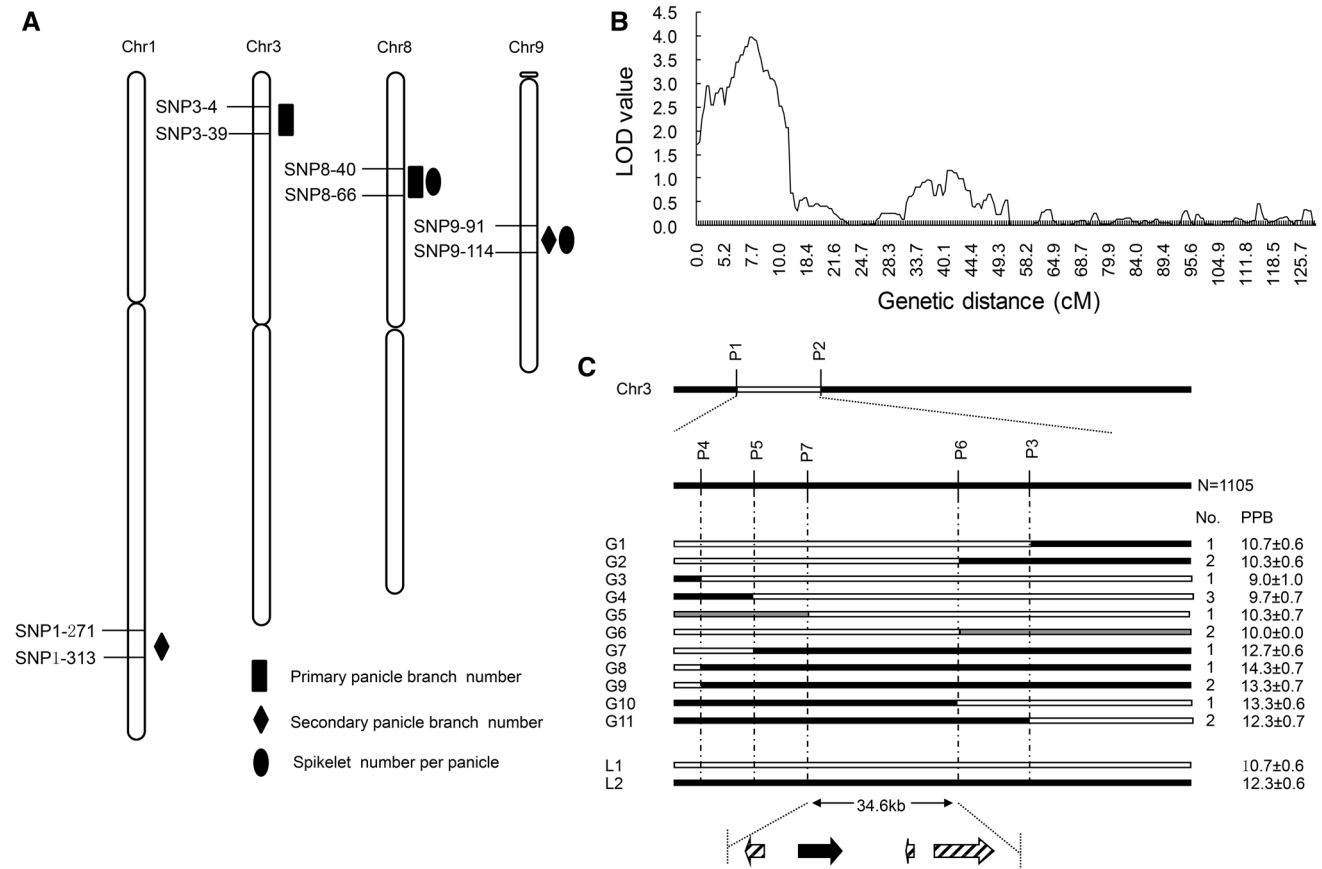 A
Chr1
Chr3
Chr8
Chr9
SNP3-4
SNP3-39
SNP8-40
SNP8-66
SNP9-91
SNP9-114
SNP1-271
SNP1-313
Primary panicle branch number
Secondary panicle branch number
Spikelet number per panicle
B
LOD value
4.5
4.0
3.5
3.0
2.5
2.0
1.5
1.0
0.5
0.0
0.0 5.2 7.7 10.0 18.4 21.6 24.7 28.3 33.7 40.1 44.4 49.3 58.2 64.9 68.7 79.9 84.0 89.4 95.6 104.9 111.8 118.5 125.7
Genetic distance (cM)
C
P1 P2
Chr3
P4 P5 P7 P6 P3
N=1105
No. PPB
G1 1 10.7±0.6
G2 2 10.3±0.6
G3 1 9.0±1.0
G4 3 9.7±0.7
G5 1 10.3±0.7
G6 2 10.0±0.0
G7 1 12.7±0.6
G8 1 14.3±0.7
G9 2 13.3±0.7
G10 1 13.3±0.6
G11 2 12.3±0.7
L1 10.7±0.6
L2 12.3±0.6
34.6kb